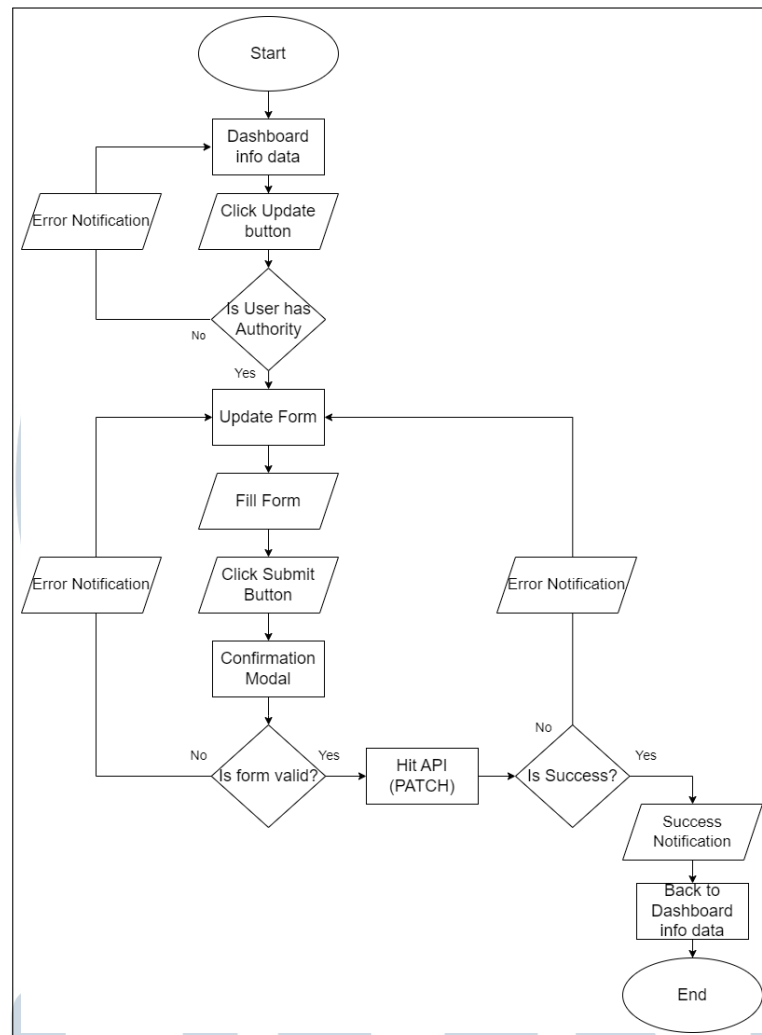 Start
Dashboard
info data
Error Notification
Click Update
button
Is User has
Authority
No
Yes
Update Form
Fill Form
Error Notification
Click Submit
Button
Error Notification
Confirmation
Modal
No
Is form valid?
Yes
Hit API
(PATCH)
No
Is Success?
Yes
Success
Notification
Back to
Dashboard
info data
End